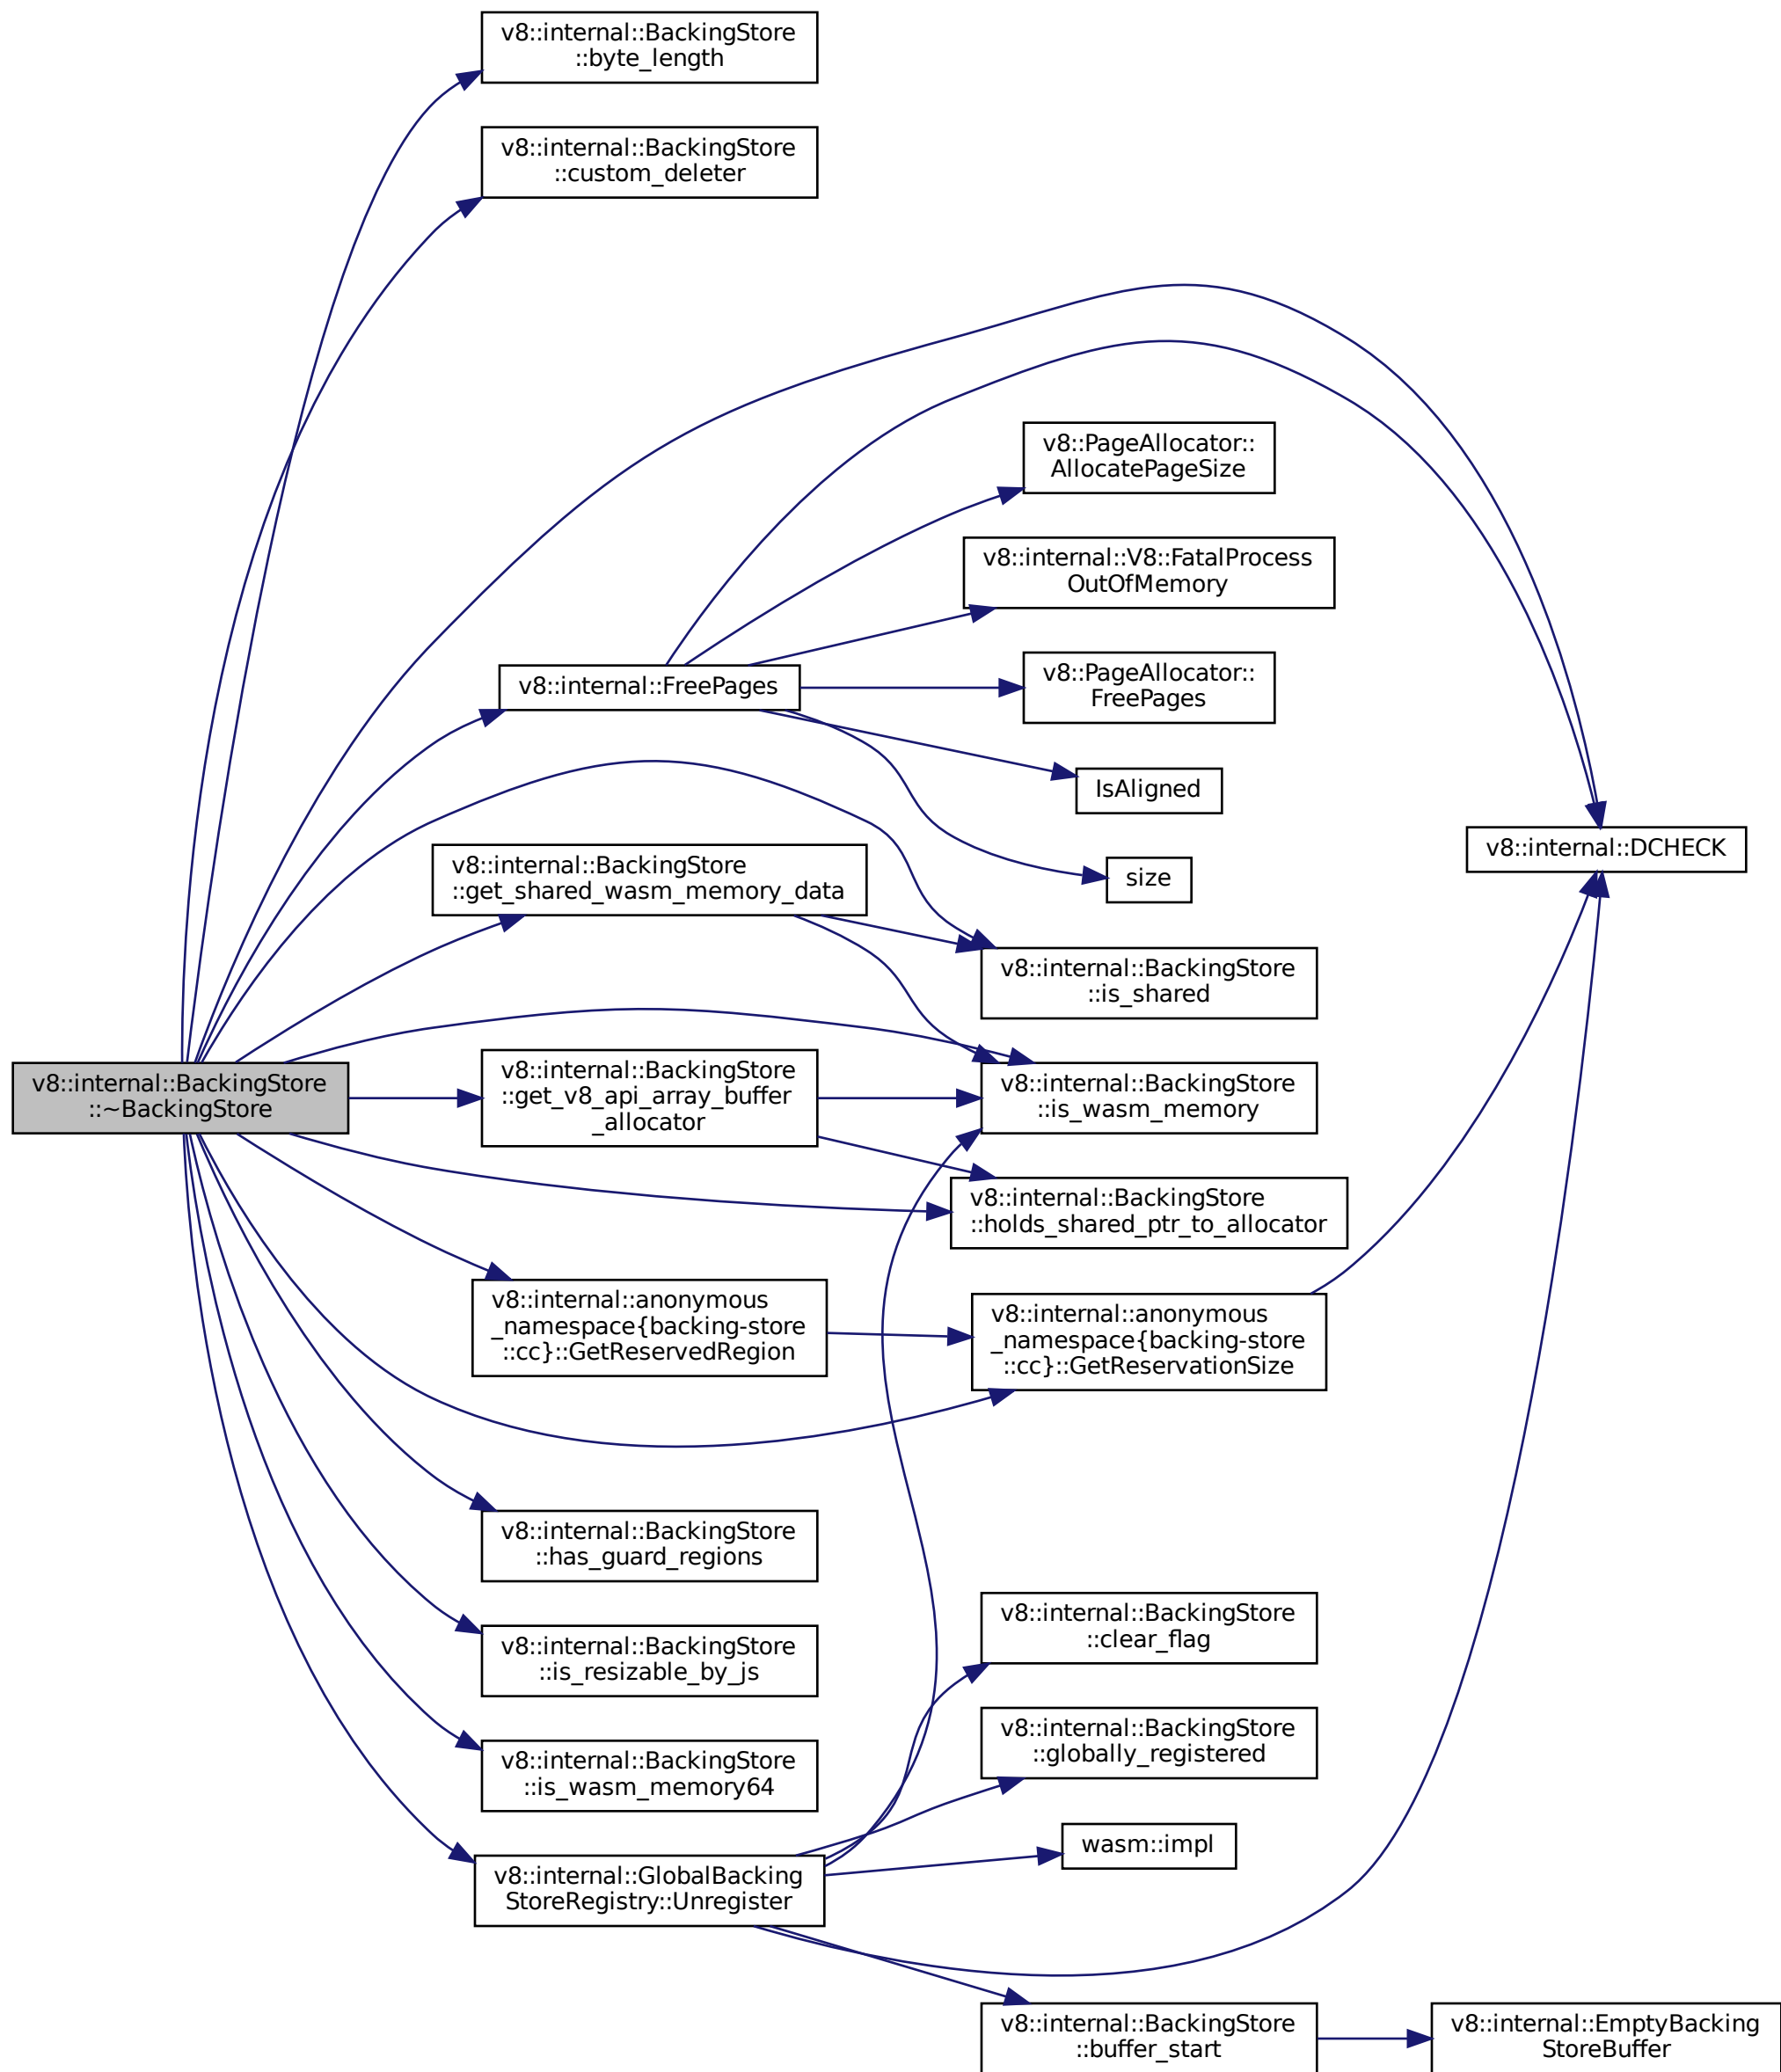 v8::internal::BackingStore
::byte_length
v8::internal::BackingStore
::custom_deleter
v8::PageAllocator::
AllocatePageSize
v8::internal::V8::FatalProcess
OutOfMemory
v8::internal::FreePages
v8::PageAllocator::
FreePages
IsAligned
v8::internal::DCHECK
v8::internal::BackingStore
::get_shared_wasm_memory_data
size
v8::internal::BackingStore
::is_shared
v8::internal::BackingStore
::~BackingStore
v8::internal::BackingStore
::get_v8_api_array_buffer
_allocator
v8::internal::BackingStore
::is_wasm_memory
v8::internal::BackingStore
::holds_shared_ptr_to_allocator
v8::internal::anonymous
_namespace{backing-store
::cc}::GetReservedRegion
v8::internal::anonymous
_namespace{backing-store
::cc}::GetReservationSize
v8::internal::BackingStore
::has_guard_regions
v8::internal::BackingStore
::clear_flag
v8::internal::BackingStore
::is_resizable_by_js
v8::internal::BackingStore
::globally_registered
v8::internal::BackingStore
::is_wasm_memory64
wasm::impl
v8::internal::GlobalBacking
StoreRegistry::Unregister
v8::internal::BackingStore
::buffer_start
v8::internal::EmptyBacking
StoreBuffer